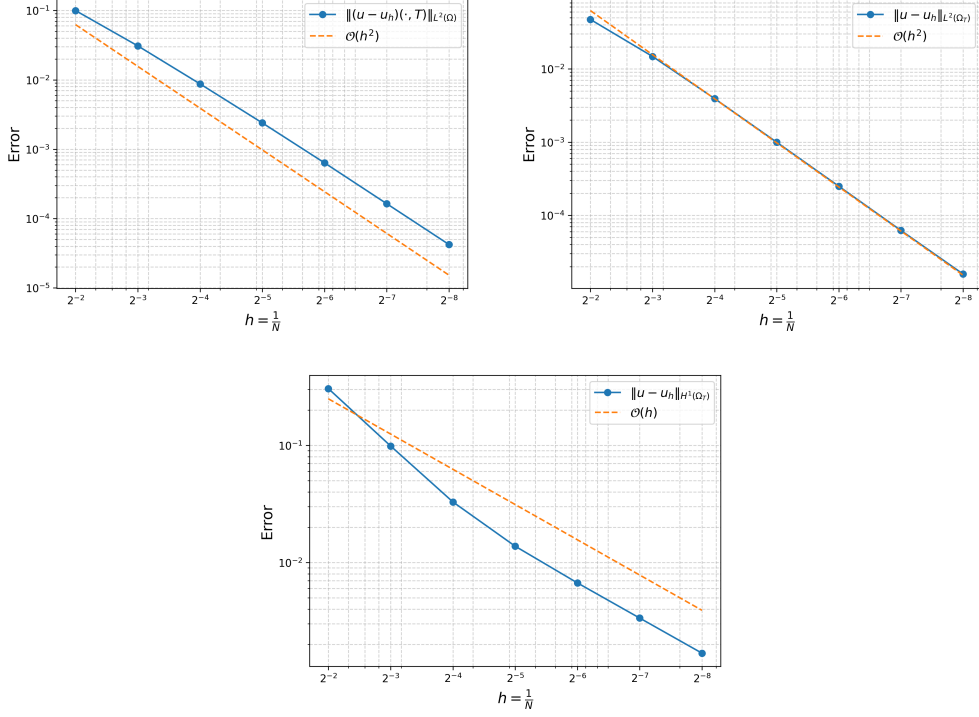 10⁻¹
10⁻²
10⁻³
10⁻⁴
10⁻⁵
Error
‖(u − u_h)(·, T)‖_{L²(Ω)}
𝒪(h²)
2⁻² 2⁻³ 2⁻⁴ 2⁻⁵ 2⁻⁶ 2⁻⁷ 2⁻⁸
h = 1/N
10⁻²
10⁻³
10⁻⁴
Error
‖u − u_h‖_{L²(Ω_T)}
𝒪(h²)
2⁻² 2⁻³ 2⁻⁴ 2⁻⁵ 2⁻⁶ 2⁻⁷ 2⁻⁸
h = 1/N
10⁻¹
10⁻²
Error
‖u − u_h‖_{H¹(Ω_T)}
𝒪(h)
2⁻² 2⁻³ 2⁻⁴ 2⁻⁵ 2⁻⁶ 2⁻⁷ 2⁻⁸
h = 1/N